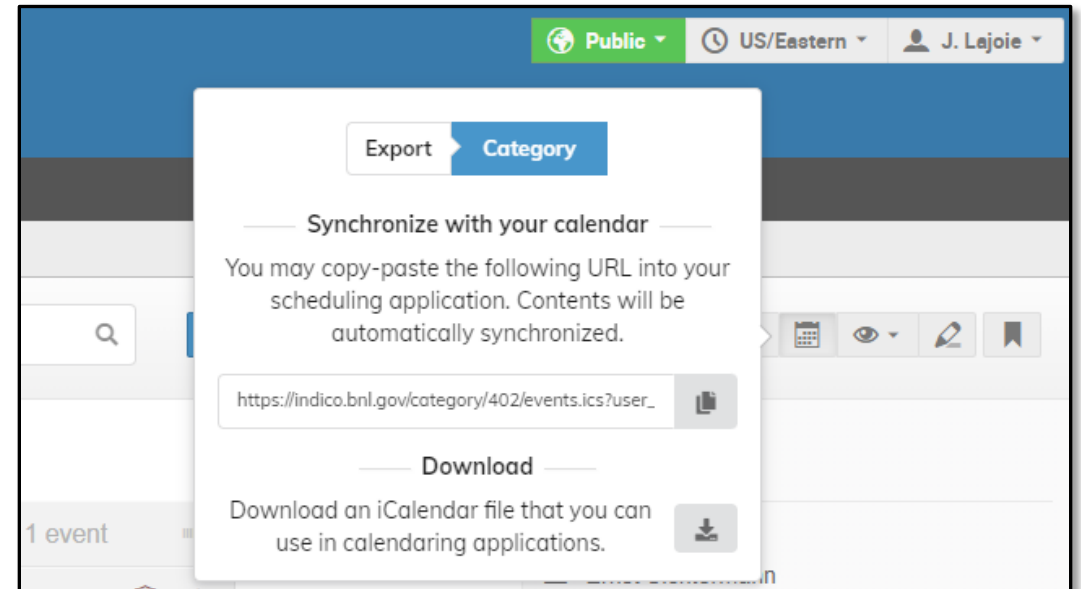 Public
US/Eastern
J. Lajoie
Export
Category
Synchronize with your calendar
You may copy-paste the following URL into your
scheduling application. Contents will be
automatically synchronized.
https://indico.bnl.gov/category/402/events.ics?user_
Download
Download an iCalendar file that you can
use in calendaring applications.
1 event